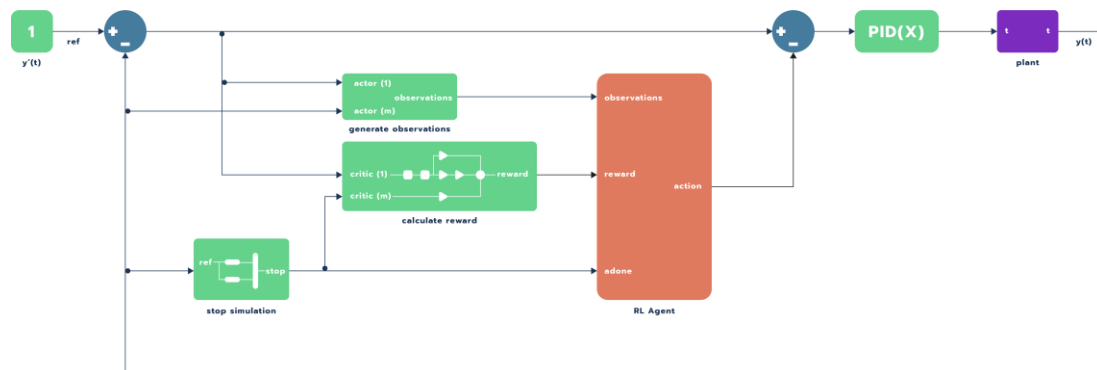 1
y'(t)
ref
+
-
+
-
PID(X)
t
t
plant
y(t)
actor (1)
observations
actor (m)
generate observations
critic (1)
reward
critic (m)
calculate reward
ref
stop
stop simulation
observations
reward
action
adone
RL Agent